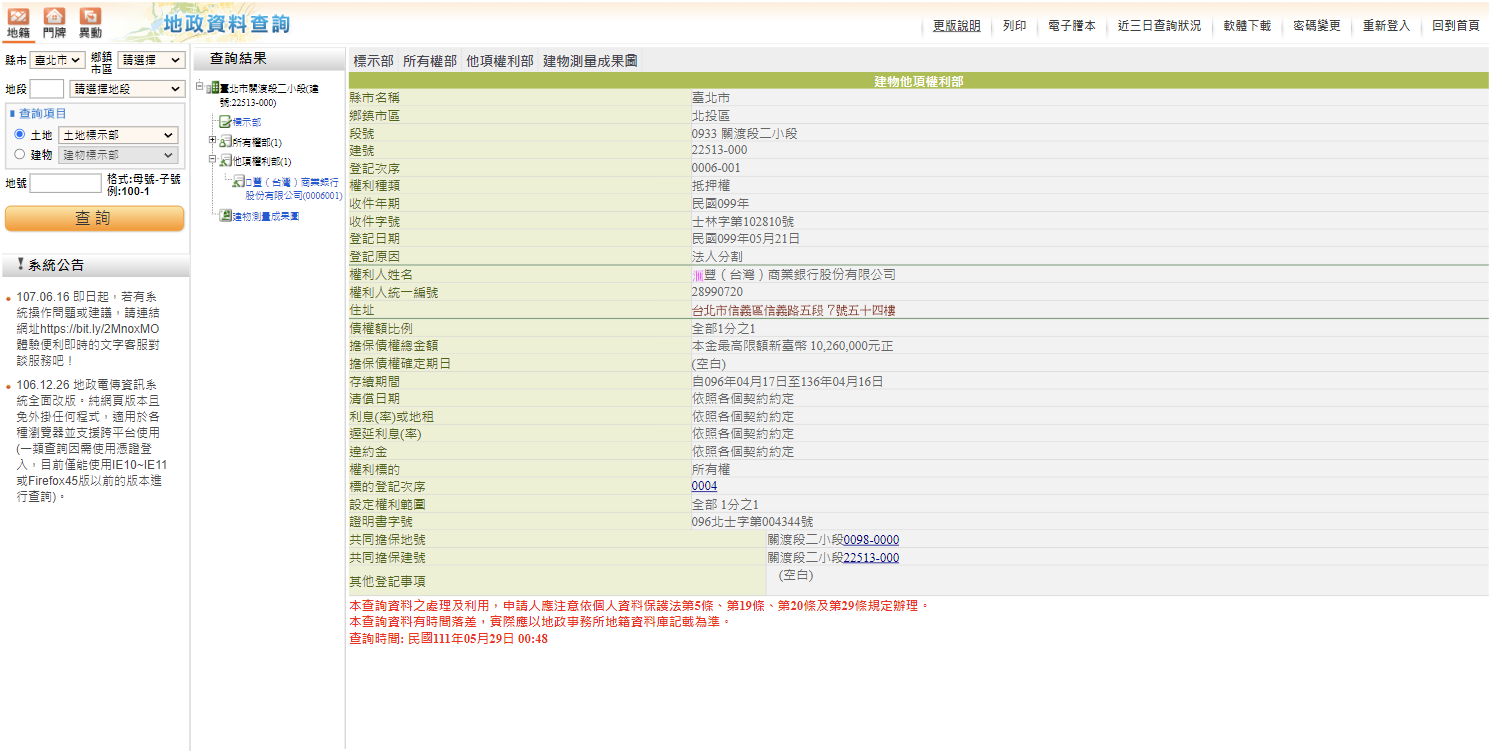 地籍 門牌 異動
地政資料查詢
更版說明 列印 電子謄本 近三日查詢狀況 軟體下載 密碼變更 重新登入 回到首頁
縣市 臺北市 鄉鎮市區 請選擇
地段 請選擇地段
查詢項目
土地 土地標示部
建物 建物標示部
地號 格式:母號-子號
例:100-1
查 詢
系統公告
107.06.16 即日起，若有系
統操作問題或建議，請連結
網址https://bit.ly/2MnoxMO
體驗便利即時的文字客服對
談服務吧！
106.12.26 地政電傳資訊系
統全面改版。純網頁版本且
免外掛任何程式，適用於各
種瀏覽器並支援跨平台使用
(一類查詢因需使用憑證登
入，目前僅能使用IE10~IE11
或Firefox45版以前的版本進
行查詢)。
查詢結果
臺北市關渡段二小段(建
號:22513-000)
標示部
所有權部(1)
他項權利部(1)
豐（台灣）商業銀行
股份有限公司(0006001)
建物測量成果圖
標示部 所有權部 他項權利部 建物測量成果圖
建物他項權利部
縣市名稱 臺北市
鄉鎮市區 北投區
段號 0933 關渡段二小段
建號 22513-000
登記次序 0006-001
權利種類 抵押權
收件年期 民國099年
收件字號 士林字第102810號
登記日期 民國099年05月21日
登記原因 法人分割
權利人姓名 滙豐（台灣）商業銀行股份有限公司
權利人統一編號 28990720
住址 台北市信義區信義路五段７號五十四樓
債權額比例 全部1分之1
擔保債權總金額 本金最高限額新臺幣 10,260,000元正
擔保債權確定期日 (空白)
存續期間 自096年04月17日至136年04月16日
清償日期 依照各個契約約定
利息(率)或地租 依照各個契約約定
遲延利息(率) 依照各個契約約定
違約金 依照各個契約約定
權利標的 所有權
標的登記次序 0004
設定權利範圍 全部 1分之1
證明書字號 096北士字第004344號
共同擔保地號 關渡段二小段0098-0000
共同擔保建號 關渡段二小段22513-000
其他登記事項 (空白)
本查詢資料之處理及利用，申請人應注意依個人資料保護法第5條、第19條、第20條及第29條規定辦理。
本查詢資料有時間落差，實際應以地政事務所地籍資料庫記載為準。
查詢時間: 民國111年05月29日 00:48